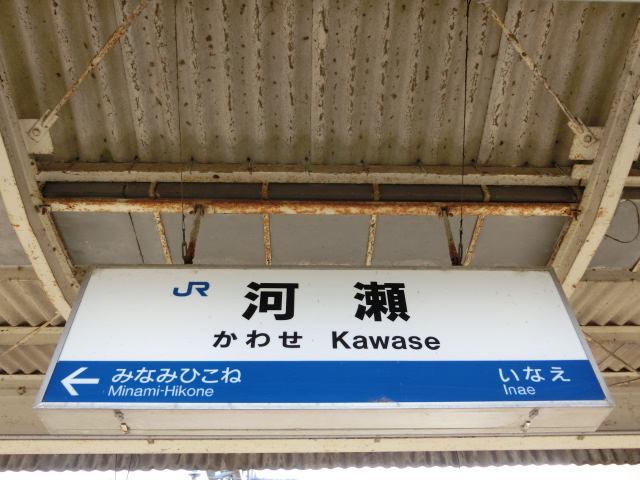 JR 河瀬
かわせ Kawase
← みなみひこね いなえ
Minami-Hikone Inae